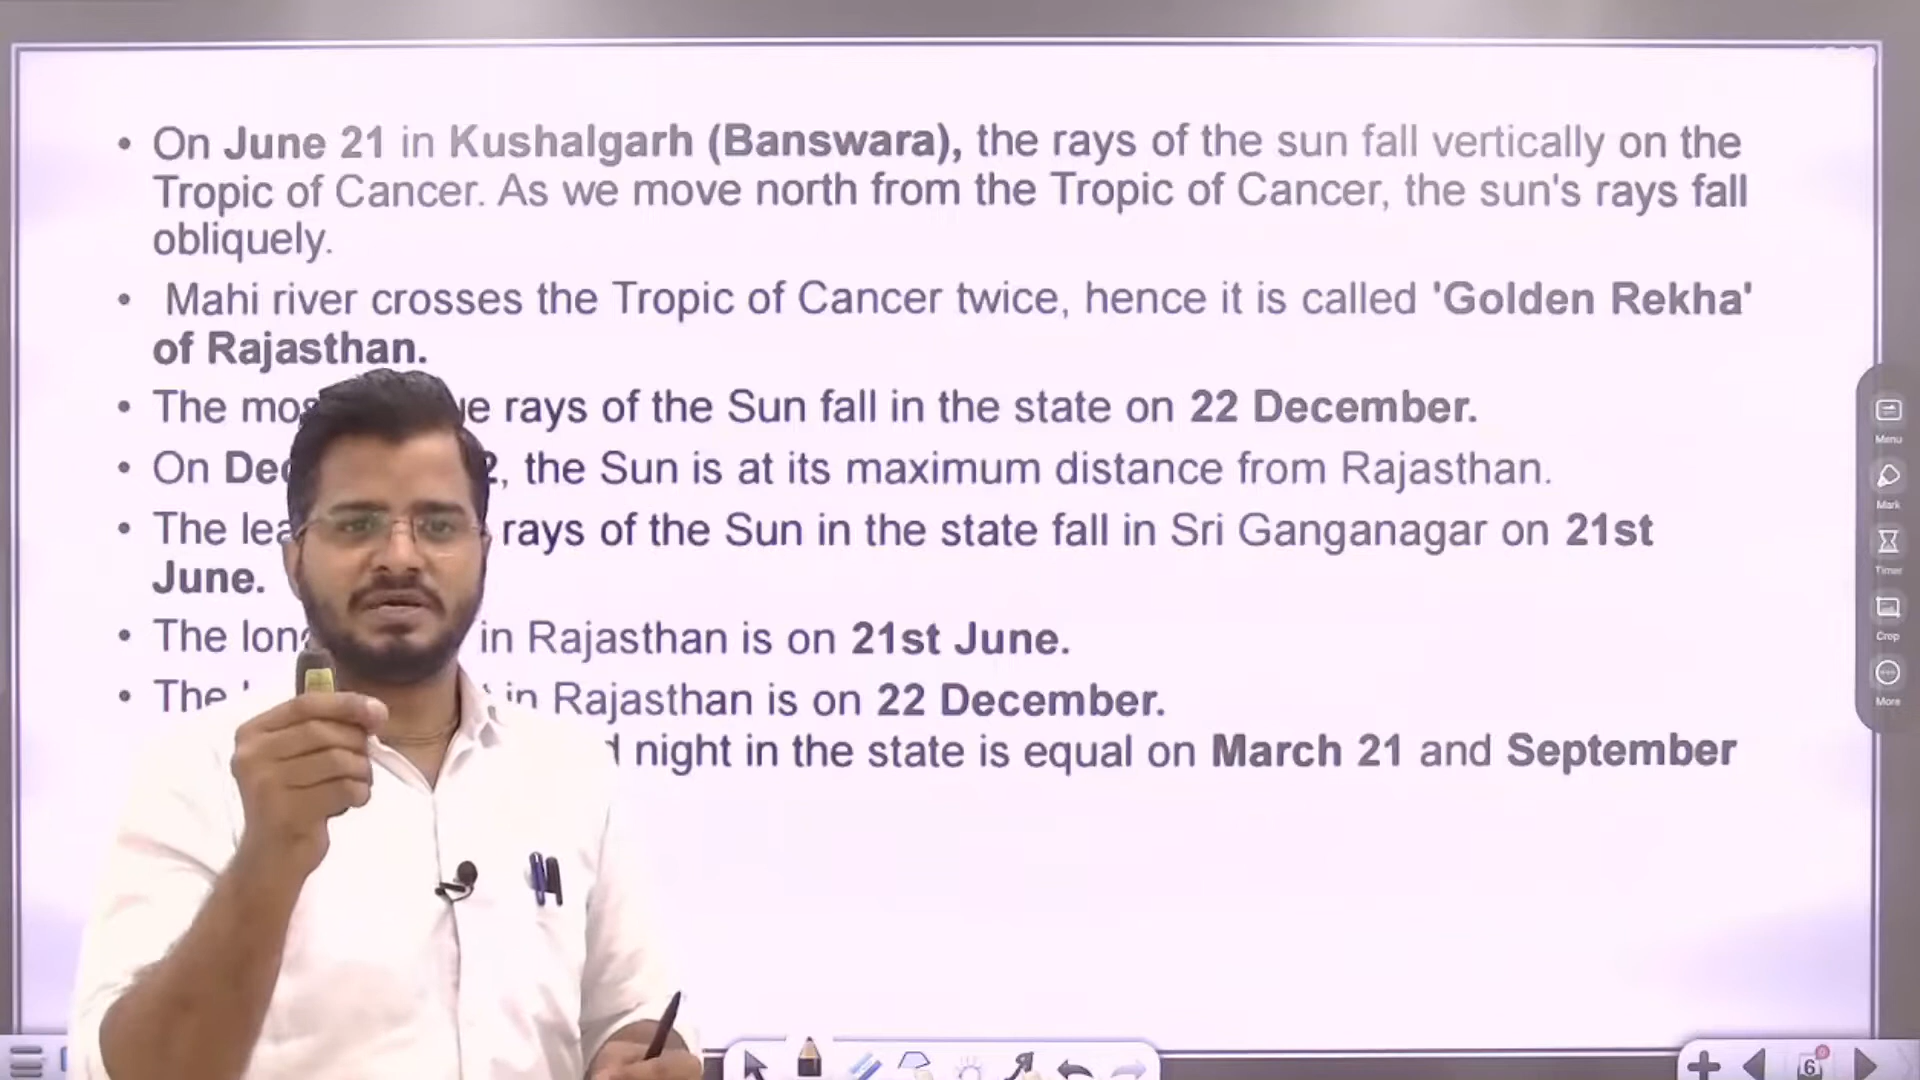 • On June 21 in Kushalgarh (Banswara), the rays of the sun fall vertically on the
Tropic of Cancer. As we move north from the Tropic of Cancer, the sun's rays fall
obliquely.
• Mahi river crosses the Tropic of Cancer twice, hence it is called 'Golden Rekha'
of Rajasthan.
• The rays of the Sun fall in the state on 22 December.
• On , the Sun is at its maximum distance from Rajasthan.
• The rays of the Sun in the state fall in Sri Ganganagar on 21st
June.
• The in Rajasthan is on 21st June.
• The in Rajasthan is on 22 December.
night in the state is equal on March 21 and September
Menu
Mark
Timer
Crop
More
6